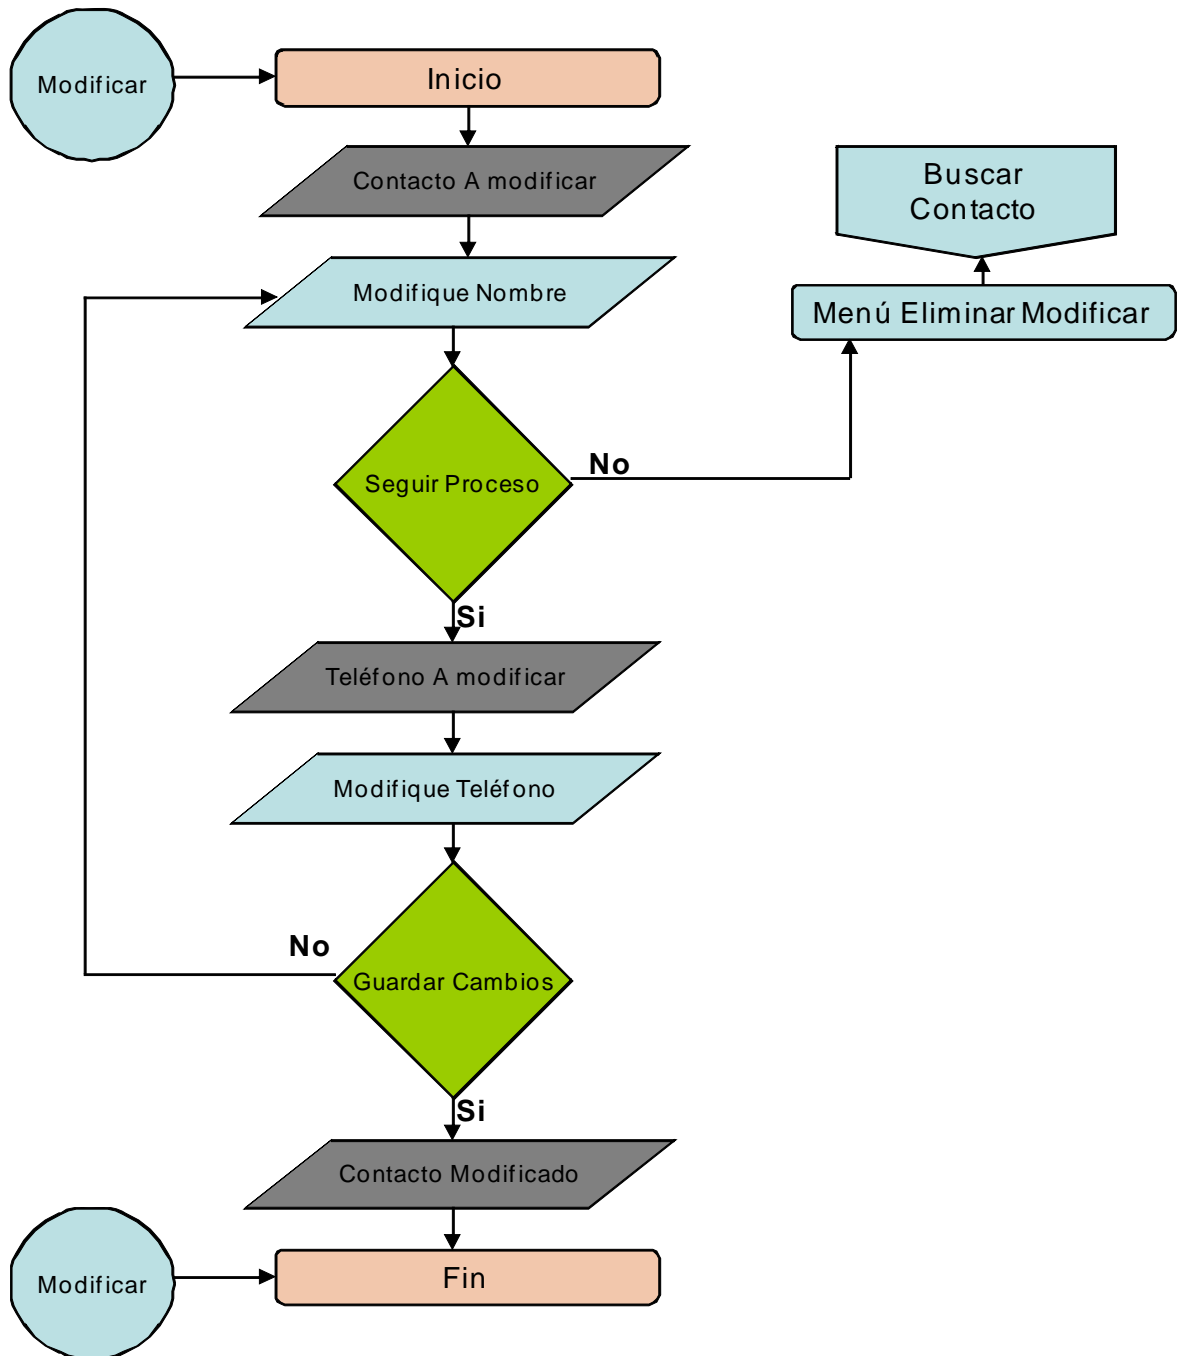 Modificar
Inicio
Contacto A modificar
Buscar
Contacto
Modifique Nombre
Menú Eliminar Modificar
No
Seguir Proceso
Si
Teléfono A modificar
Modifique Teléfono
No
Guardar Cambios
Si
Contacto Modificado
Modificar
Fin